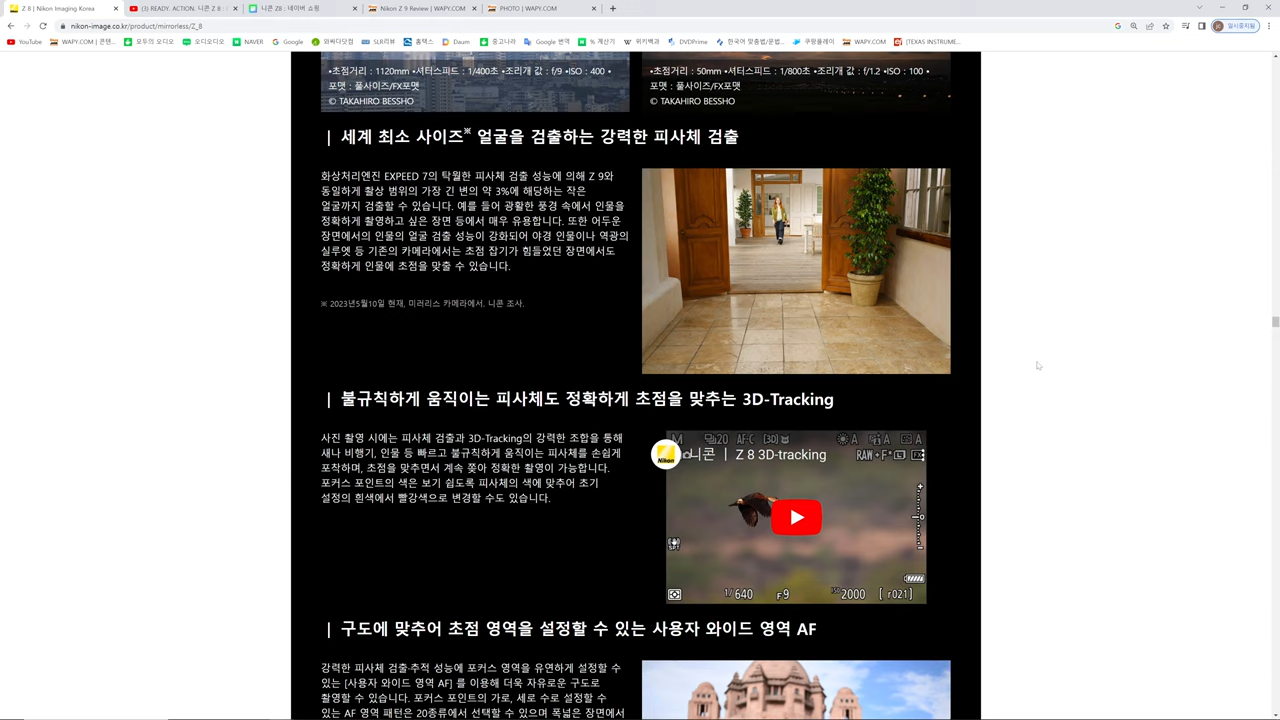 Z 8 | Nikon Imaging Korea
(3) READY. ACTION. 니콘 Z 8 :
니콘 Z8 : 네이버 쇼핑
Nikon Z 9 Review | WAPY.COM
PHOTO | WAPY.COM
nikon-image.co.kr/product/mirrorless/Z_8
일시중지됨
YouTube
WAPY.COM | 콘텐...
모두의 오디오
오디오디오
NAVER
Google
와싸다닷컴
SLR리뷰
홈택스
Daum
중고나라
Google 번역
% 계산기
위키백과
DVDPrime
한국어 맞춤법/문법...
쿠팡플레이
WAPY.COM
(TEXAS INSTRUME...
•초점거리 : 1120mm •셔터스피드 : 1/400초 •조리개 값 : f/9 •ISO : 400 •
포맷 : 풀사이즈/FX포맷
© TAKAHIRO BESSHO
•초점거리 : 50mm •셔터스피드 : 1/800초 •조리개 값 : f/1.2 •ISO : 100 •
포맷 : 풀사이즈/FX포맷
© TAKAHIRO BESSHO
| 세계 최소 사이즈※ 얼굴을 검출하는 강력한 피사체 검출
화상처리엔진 EXPEED 7의 탁월한 피사체 검출 성능에 의해 Z 9와
동일하게 촬상 범위의 가장 긴 변의 약 3%에 해당하는 작은
얼굴까지 검출할 수 있습니다. 예를 들어 광활한 풍경 속에서 인물을
정확하게 촬영하고 싶은 장면 등에서 매우 유용합니다. 또한 어두운
장면에서의 인물의 얼굴 검출 성능이 강화되어 야경 인물이나 역광의
실루엣 등 기존의 카메라에서는 초점 잡기가 힘들었던 장면에서도
정확하게 인물에 초점을 맞출 수 있습니다.
※ 2023년5월10일 현재, 미러리스 카메라에서. 니콘 조사.
| 불규칙하게 움직이는 피사체도 정확하게 초점을 맞추는 3D-Tracking
사진 촬영 시에는 피사체 검출과 3D-Tracking의 강력한 조합을 통해
새나 비행기, 인물 등 빠르고 불규칙하게 움직이는 피사체를 손쉽게
포착하며, 초점을 맞추면서 계속 쫓아 정확한 촬영이 가능합니다.
포커스 포인트의 색은 보기 쉽도록 피사체의 색에 맞추어 초기
설정의 흰색에서 빨강색으로 변경할 수도 있습니다.
M 20 AF-C [3D] A A A
Nikon
니콘 | Z 8 3D-tracking
RAW+F L FX
SPT
1/640 F9 ISO 2000 [r021]
| 구도에 맞추어 초점 영역을 설정할 수 있는 사용자 와이드 영역 AF
강력한 피사체 검출·추적 성능에 포커스 영역을 유연하게 설정할 수
있는 [사용자 와이드 영역 AF] 를 이용해 더욱 자유로운 구도로
촬영할 수 있습니다. 포커스 포인트의 가로, 세로 수로 설정할 수
있는 AF 영역 패턴은 20종류에서 선택할 수 있으며 폭넓은 장면에서